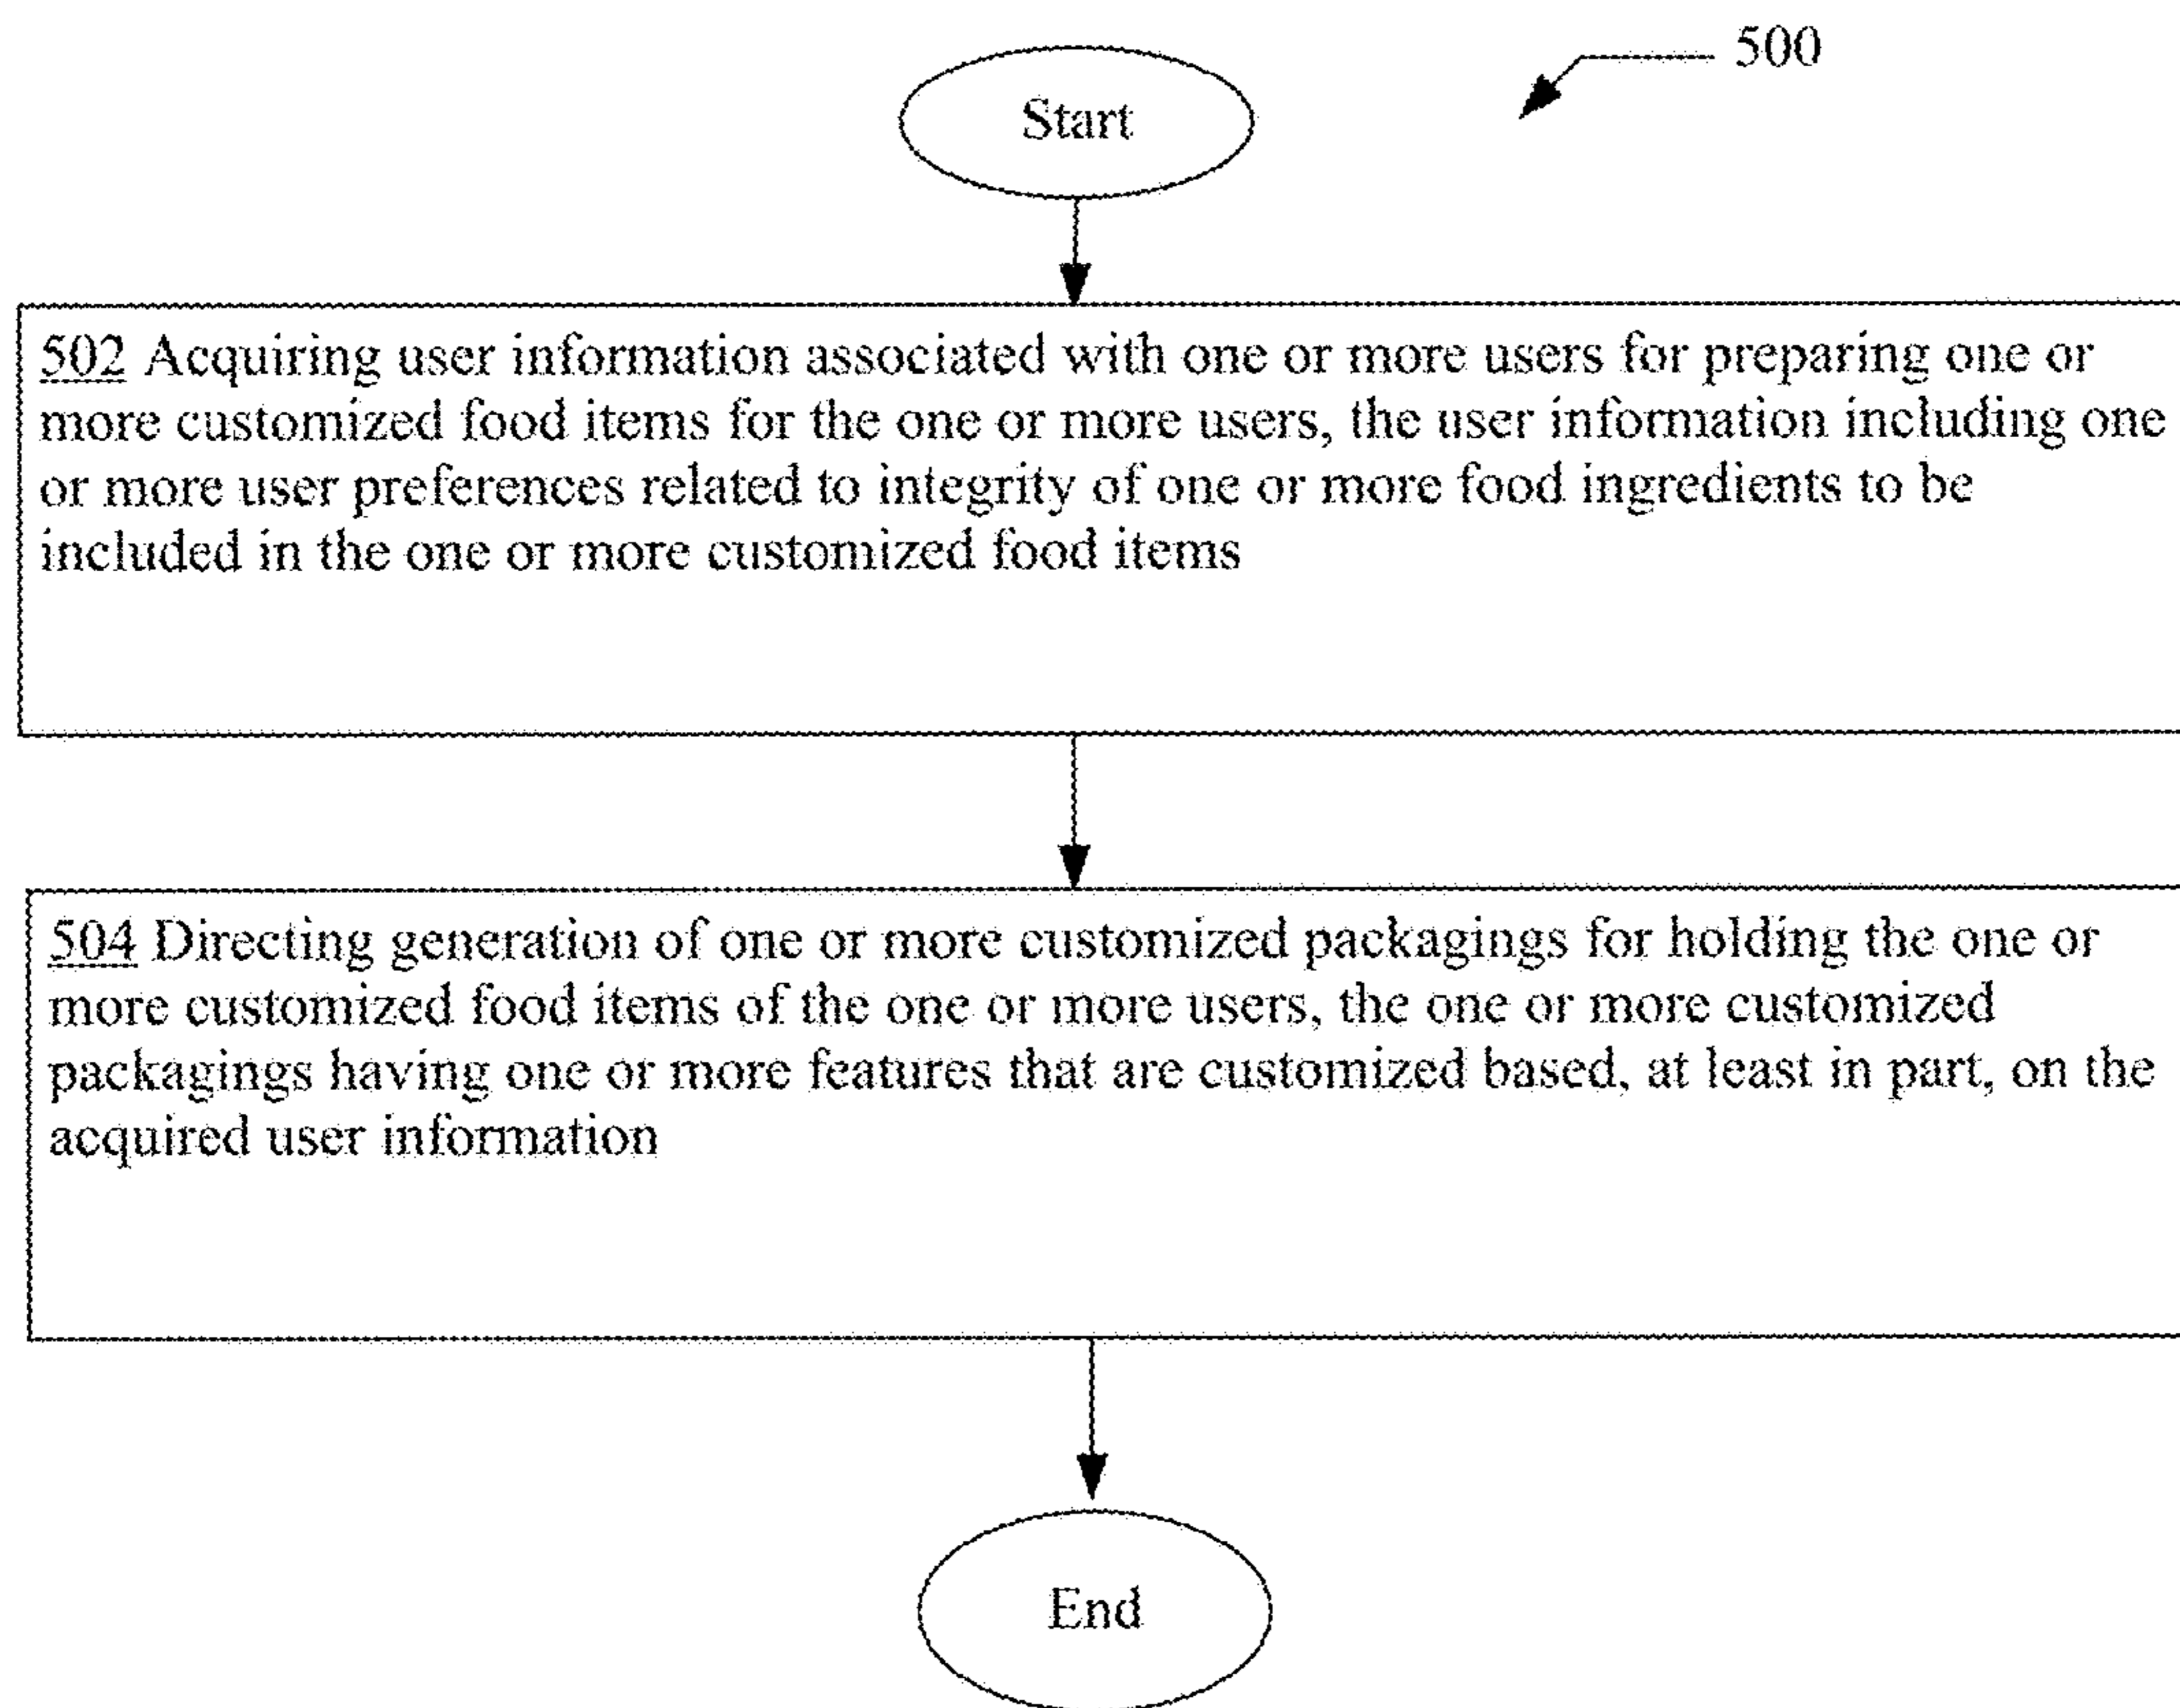 500
Start
502 Acquiring user information associated with one or more users for preparing one or
more customized food items for the one or more users, the user information including one
or more user preferences related to integrity of one or more food ingredients to be
included in the one or more customized food items
504 Directing generation of one or more customized packagings for holding the one or
more customized food items of the one or more users, the one or more customized
packagings having one or more features that are customized based, at least in part, on the
acquired user information
End